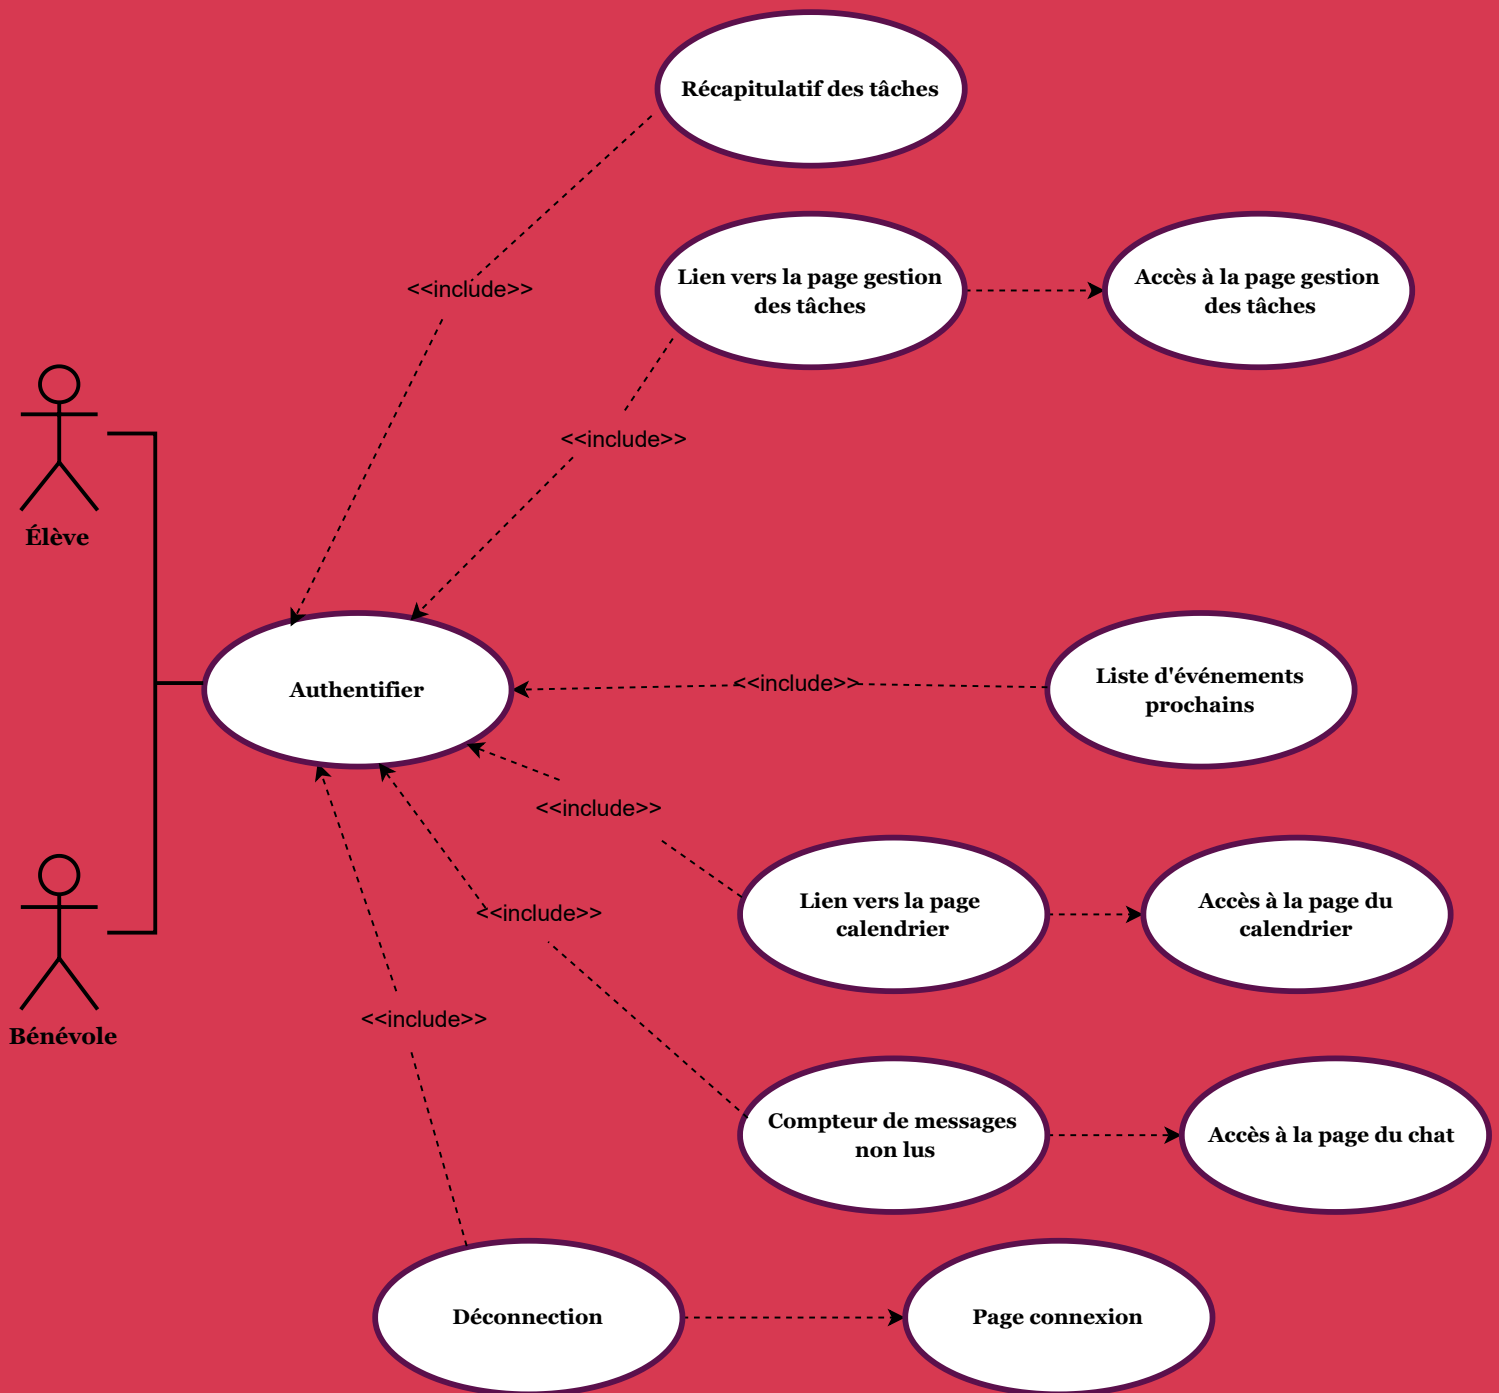 Récapitulatif des tâches
Lien vers la page gestion
des tâches
Accès à la page gestion
des tâches
<<include>>
<<include>>
Élève
Authentifier
<<include>>
Liste d'événements
prochains
<<include>>
Lien vers la page
calendrier
Accès à la page du
calendrier
<<include>>
<<include>>
Bénévole
Compteur de messages
non lus
Accès à la page du chat
Déconnection
Page connexion